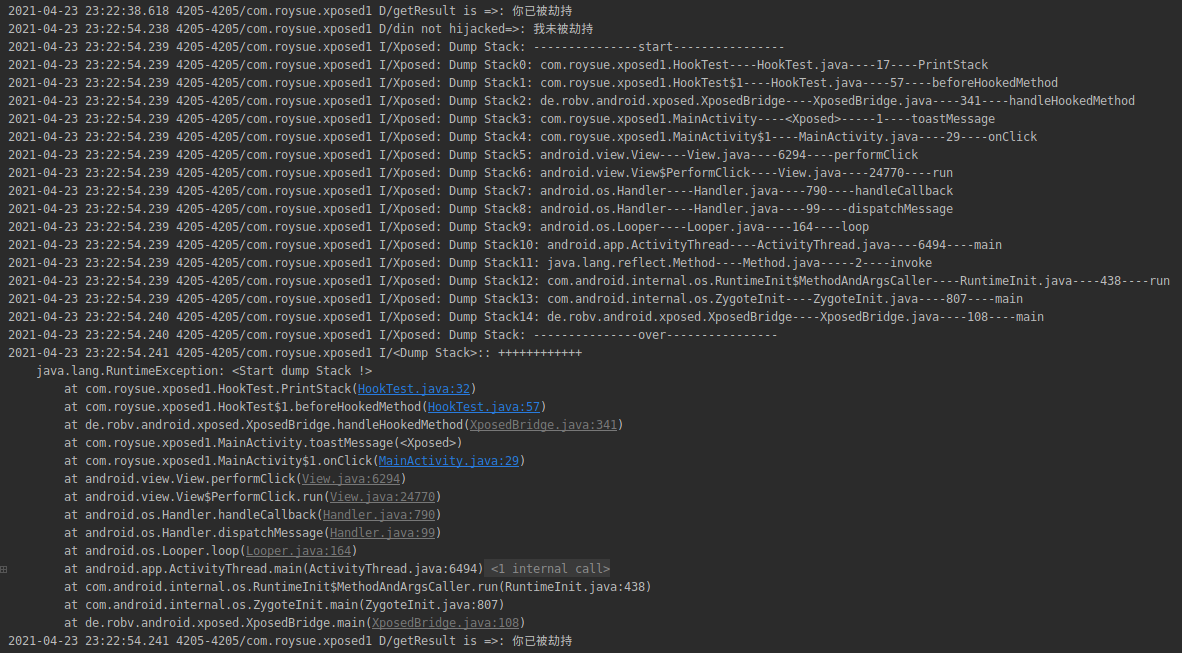 2021-04-23 23:22:38.618 4205-4205/com.roysue.xposed1 D/getResult is =>: 你已被劫持
2021-04-23 23:22:54.238 4205-4205/com.roysue.xposed1 D/din not hijacked=>: 我未被劫持
2021-04-23 23:22:54.239 4205-4205/com.roysue.xposed1 I/Xposed: Dump Stack: ---------------start----------------
2021-04-23 23:22:54.239 4205-4205/com.roysue.xposed1 I/Xposed: Dump Stack0: com.roysue.xposed1.HookTest----HookTest.java----17----PrintStack
2021-04-23 23:22:54.239 4205-4205/com.roysue.xposed1 I/Xposed: Dump Stack1: com.roysue.xposed1.HookTest$1----HookTest.java----57----beforeHookedMethod
2021-04-23 23:22:54.239 4205-4205/com.roysue.xposed1 I/Xposed: Dump Stack2: de.robv.android.xposed.XposedBridge----XposedBridge.java----341----handleHookedMethod
2021-04-23 23:22:54.239 4205-4205/com.roysue.xposed1 I/Xposed: Dump Stack3: com.roysue.xposed1.MainActivity----<Xposed>-----1----toastMessage
2021-04-23 23:22:54.239 4205-4205/com.roysue.xposed1 I/Xposed: Dump Stack4: com.roysue.xposed1.MainActivity$1----MainActivity.java----29----onClick
2021-04-23 23:22:54.239 4205-4205/com.roysue.xposed1 I/Xposed: Dump Stack5: android.view.View----View.java----6294----performClick
2021-04-23 23:22:54.239 4205-4205/com.roysue.xposed1 I/Xposed: Dump Stack6: android.view.View$PerformClick----View.java----24770----run
2021-04-23 23:22:54.239 4205-4205/com.roysue.xposed1 I/Xposed: Dump Stack7: android.os.Handler----Handler.java----790----handleCallback
2021-04-23 23:22:54.239 4205-4205/com.roysue.xposed1 I/Xposed: Dump Stack8: android.os.Handler----Handler.java----99----dispatchMessage
2021-04-23 23:22:54.239 4205-4205/com.roysue.xposed1 I/Xposed: Dump Stack9: android.os.Looper----Looper.java----164----loop
2021-04-23 23:22:54.239 4205-4205/com.roysue.xposed1 I/Xposed: Dump Stack10: android.app.ActivityThread----ActivityThread.java----6494----main
2021-04-23 23:22:54.239 4205-4205/com.roysue.xposed1 I/Xposed: Dump Stack11: java.lang.reflect.Method----Method.java-----2----invoke
2021-04-23 23:22:54.239 4205-4205/com.roysue.xposed1 I/Xposed: Dump Stack12: com.android.internal.os.RuntimeInit$MethodAndArgsCaller----RuntimeInit.java----438----run
2021-04-23 23:22:54.239 4205-4205/com.roysue.xposed1 I/Xposed: Dump Stack13: com.android.internal.os.ZygoteInit----ZygoteInit.java----807----main
2021-04-23 23:22:54.240 4205-4205/com.roysue.xposed1 I/Xposed: Dump Stack14: de.robv.android.xposed.XposedBridge----XposedBridge.java----108----main
2021-04-23 23:22:54.240 4205-4205/com.roysue.xposed1 I/Xposed: Dump Stack: ---------------over----------------
2021-04-23 23:22:54.241 4205-4205/com.roysue.xposed1 I/<Dump Stack>:: ++++++++++++
java.lang.RuntimeException: <Start dump Stack !>
at com.roysue.xposed1.HookTest.PrintStack(HookTest.java:32)
at com.roysue.xposed1.HookTest$1.beforeHookedMethod(HookTest.java:57)
at de.robv.android.xposed.XposedBridge.handleHookedMethod(XposedBridge.java:341)
at com.roysue.xposed1.MainActivity.toastMessage(<Xposed>)
at com.roysue.xposed1.MainActivity$1.onClick(MainActivity.java:29)
at android.view.View.performClick(View.java:6294)
at android.view.View$PerformClick.run(View.java:24770)
at android.os.Handler.handleCallback(Handler.java:790)
at android.os.Handler.dispatchMessage(Handler.java:99)
at android.os.Looper.loop(Looper.java:164)
at android.app.ActivityThread.main(ActivityThread.java:6494) <1 internal call>
at com.android.internal.os.RuntimeInit$MethodAndArgsCaller.run(RuntimeInit.java:438)
at com.android.internal.os.ZygoteInit.main(ZygoteInit.java:807)
at de.robv.android.xposed.XposedBridge.main(XposedBridge.java:108)
2021-04-23 23:22:54.241 4205-4205/com.roysue.xposed1 D/getResult is =>: 你已被劫持